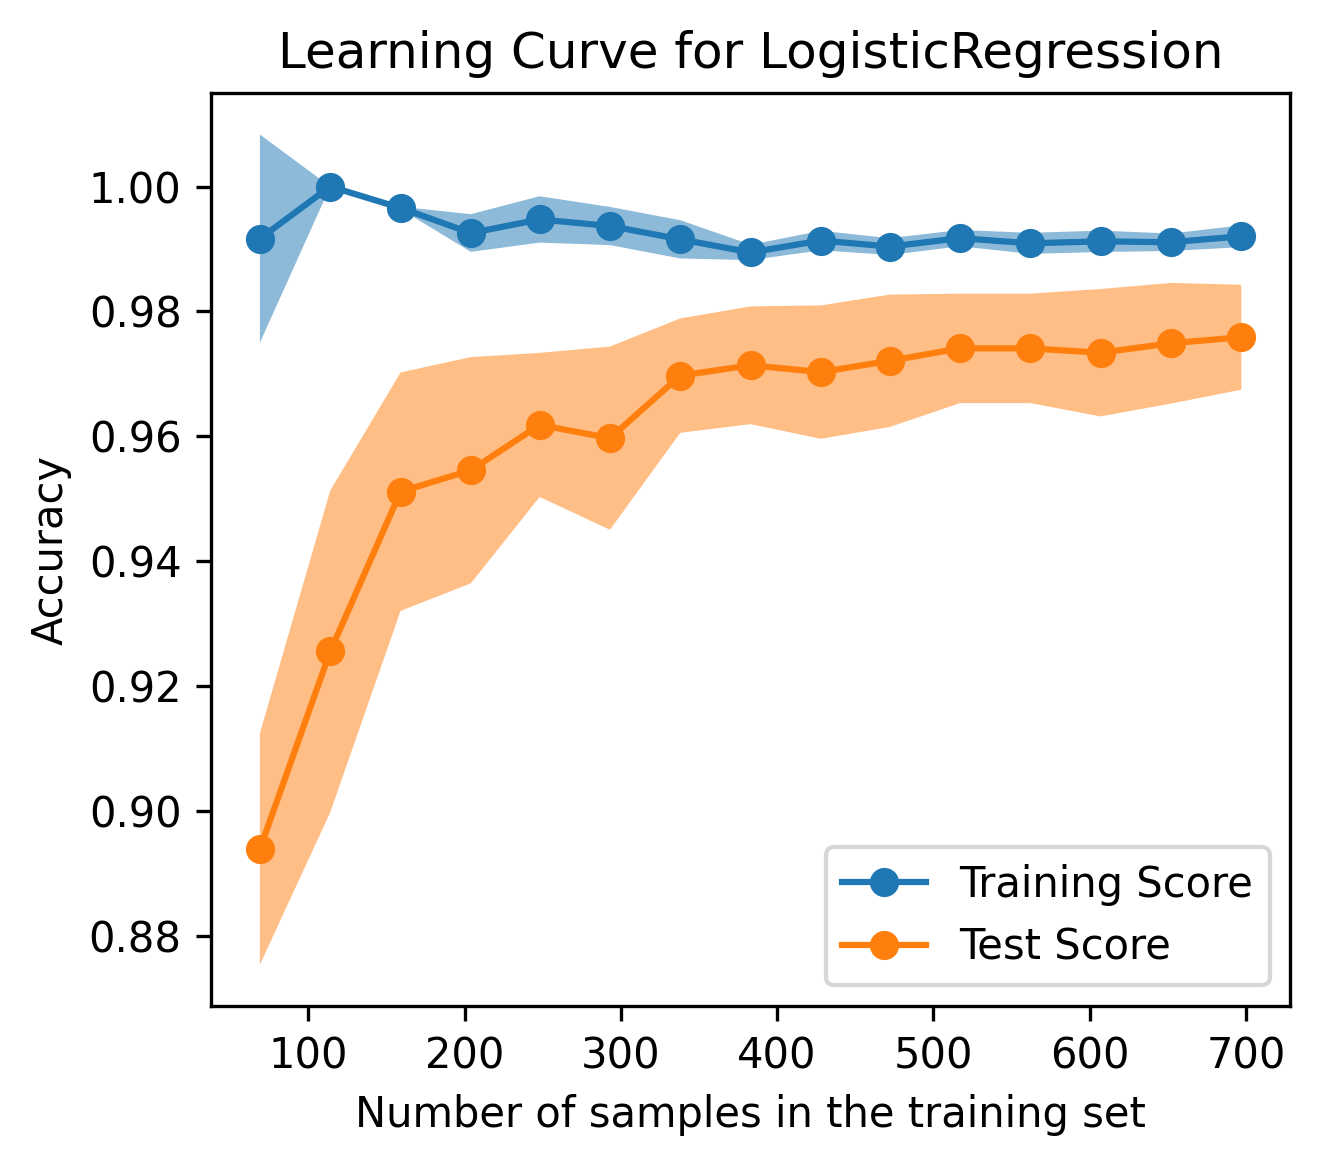 Learning Curve for LogisticRegression
1.00
0.98
0.96
0.94
0.92
0.90
0.88
Accuracy
100 200 300 400 500 600 700
Number of samples in the training set
Training Score
Test Score